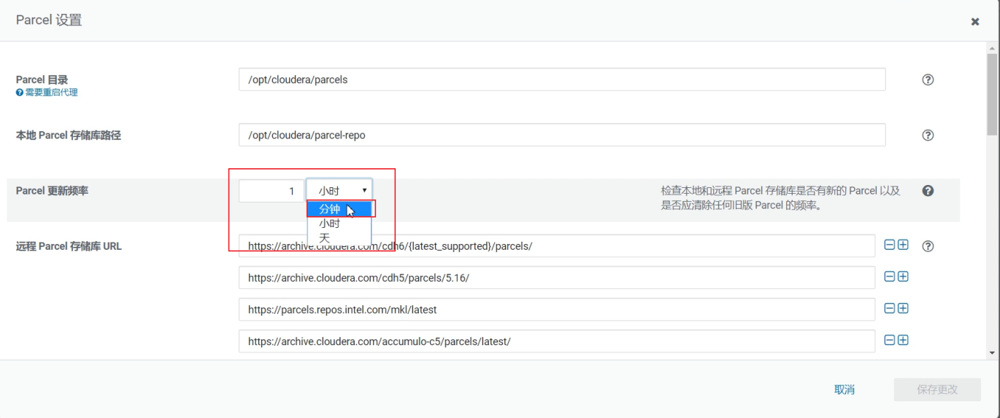 Parcel 设置
Parcel 目录
需要重启代理
/opt/cloudera/parcels
本地 Parcel 存储库路径
/opt/cloudera/parcel-repo
Parcel 更新频率
1
小时
分钟
小时
天
检查本地和远程 Parcel 存储库是否有新的 Parcel 以及
是否应清除任何旧版 Parcel 的频率。
远程 Parcel 存储库 URL
https://archive.cloudera.com/cdh6/{latest_supported}/parcels/
https://archive.cloudera.com/cdh5/parcels/5.16/
https://parcels.repos.intel.com/mkl/latest
https://archive.cloudera.com/accumulo-c5/parcels/latest/
取消
保存更改